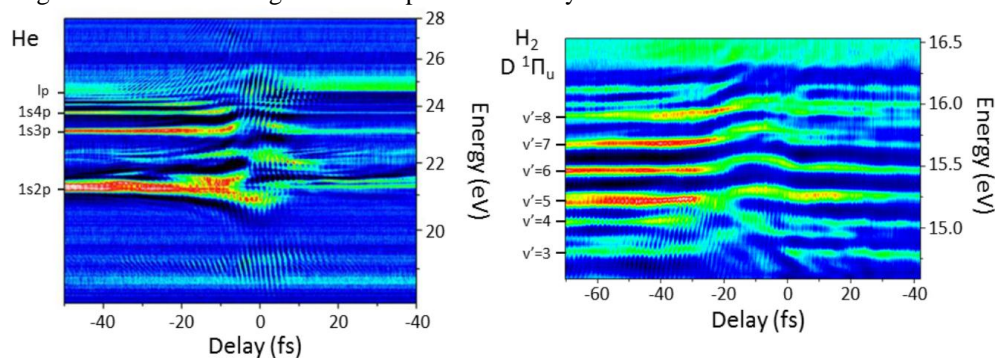 He
28
26
24
22
21
20
Energy (eV)
Ip
1s4p
1s3p
1s2p
-40 -20 0 20 40
Delay (fs)
H2
D 1Πu
16.5
16.0
15.5
15.0
Energy (eV)
v'=8
v'=7
v'=6
v'=5
v'=4
v'=3
-60 -40 -20 0 20 -40
Delay (fs)